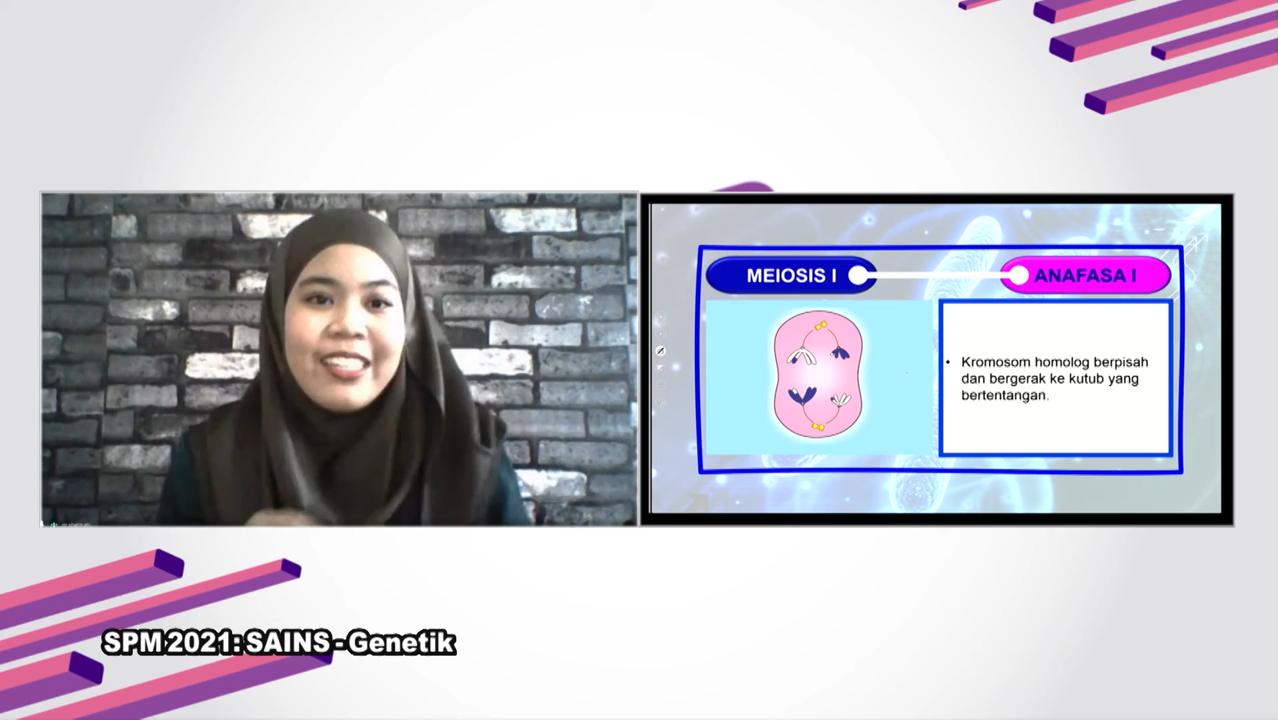 MEIOSIS I
ANAFASA I
• Kromosom homolog berpisah
dan bergerak ke kutub yang
bertentangan.
SPM 2021: SAINS - Genetik